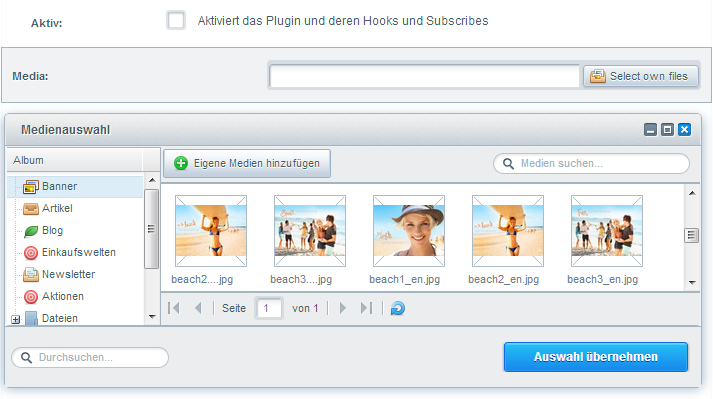 Aktiv:
Aktiviert das Plugin und deren Hooks und Subscribes
Media:
Select own files
Medienauswahl
Album
Eigene Medien hinzufügen
Medien suchen...
Banner
Artikel
Blog
Einkaufswelten
Newsletter
Aktionen
Dateien
beach2....jpg
beach3....jpg
beach1_en.jpg
beach2_en.jpg
beach3_en.jpg
Seite
1
von 1
Durchsuchen...
Auswahl übernehmen